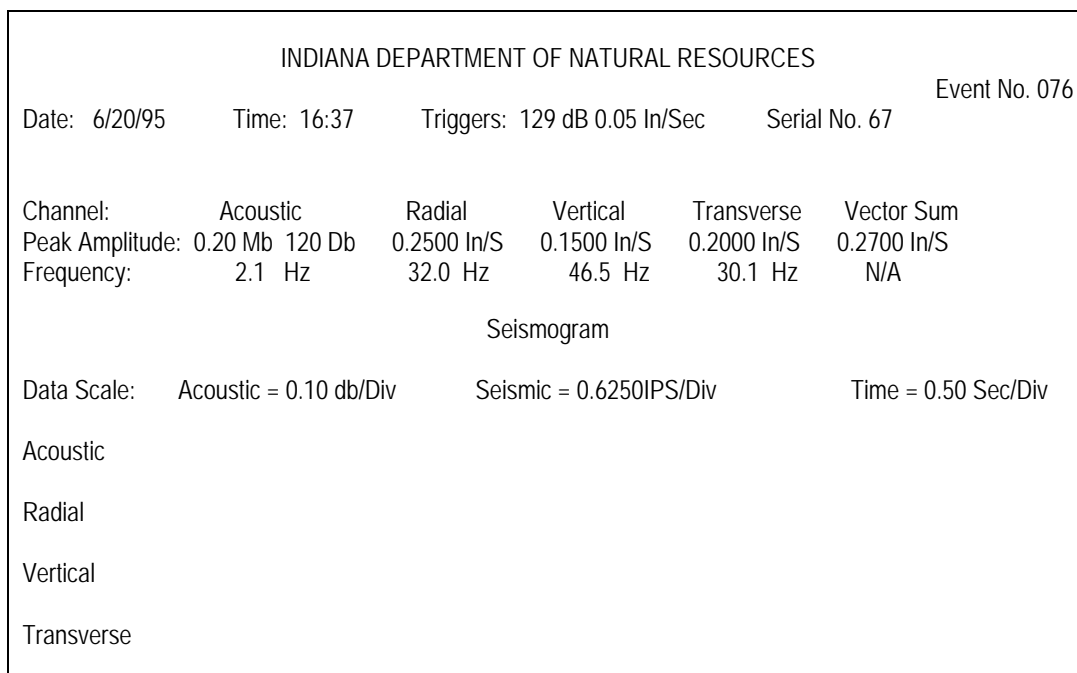 INDIANA DEPARTMENT OF NATURAL RESOURCES
Event No. 076
Date: 6/20/95 Time: 16:37 Triggers: 129 dB 0.05 In/Sec Serial No. 67
Channel: Acoustic Radial Vertical Transverse Vector Sum
Peak Amplitude: 0.20 Mb 120 Db 0.2500 In/S 0.1500 In/S 0.2000 In/S 0.2700 In/S
Frequency: 2.1 Hz 32.0 Hz 46.5 Hz 30.1 Hz N/A
Seismogram
Data Scale: Acoustic = 0.10 db/Div Seismic = 0.6250IPS/Div Time = 0.50 Sec/Div
Acoustic
Radial
Vertical
Transverse